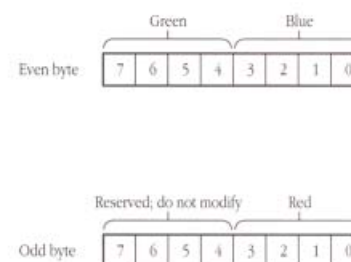 Green Blue
Even byte 7 6 5 4 3 2 1 0
Reserved; do not modify Red
Odd byte 7 6 5 4 3 2 1 0